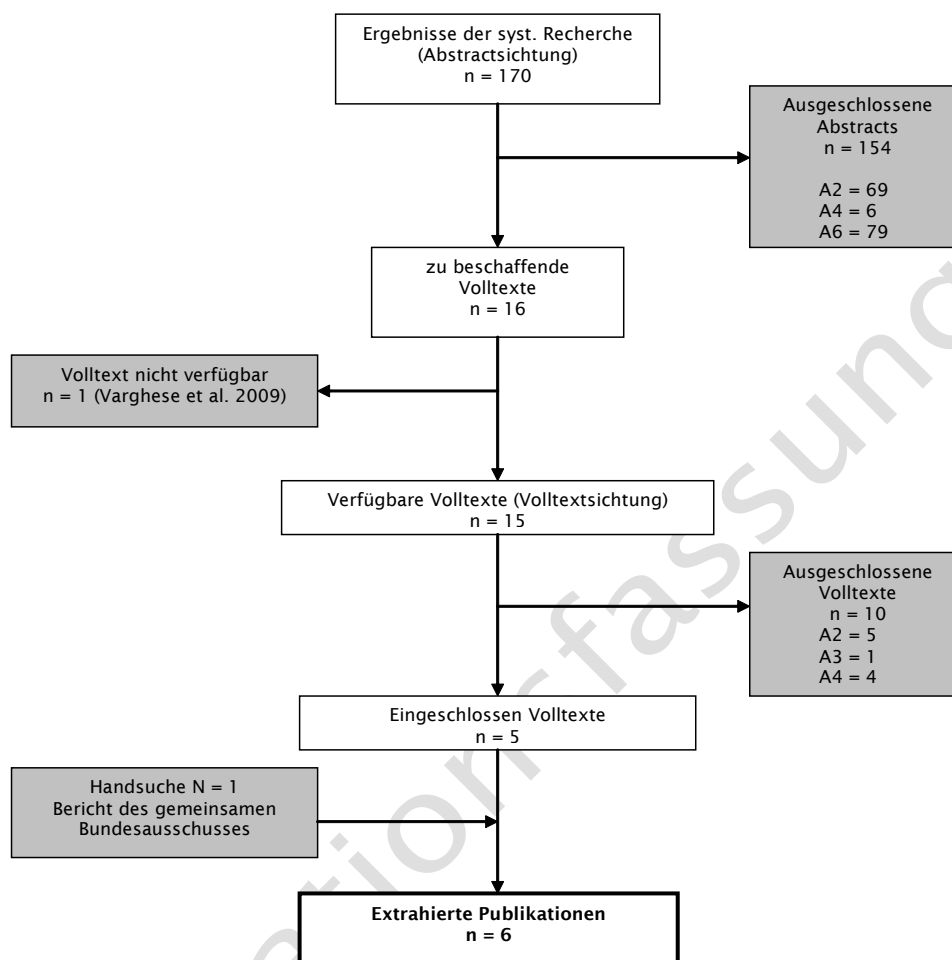 Ergebnisse der syst. Recherche
(Abstractsichtung)
n = 170
Ausgeschlossene
Abstracts
n = 154
A2 = 69
A4 = 6
A6 = 79
zu beschaffende
Volltexte
n = 16
Volltext nicht verfügbar
n = 1 (Varghese et al. 2009)
Verfügbare Volltexte (Volltextsichtung)
n = 15
Ausgeschlossene
Volltexte
n = 10
A2 = 5
A3 = 1
A4 = 4
Eingeschlossen Volltexte
n = 5
Handsuche N = 1
Bericht des gemeinsamen
Bundesausschusses
Extrahierte Publikationen
n = 6
ationsfassung